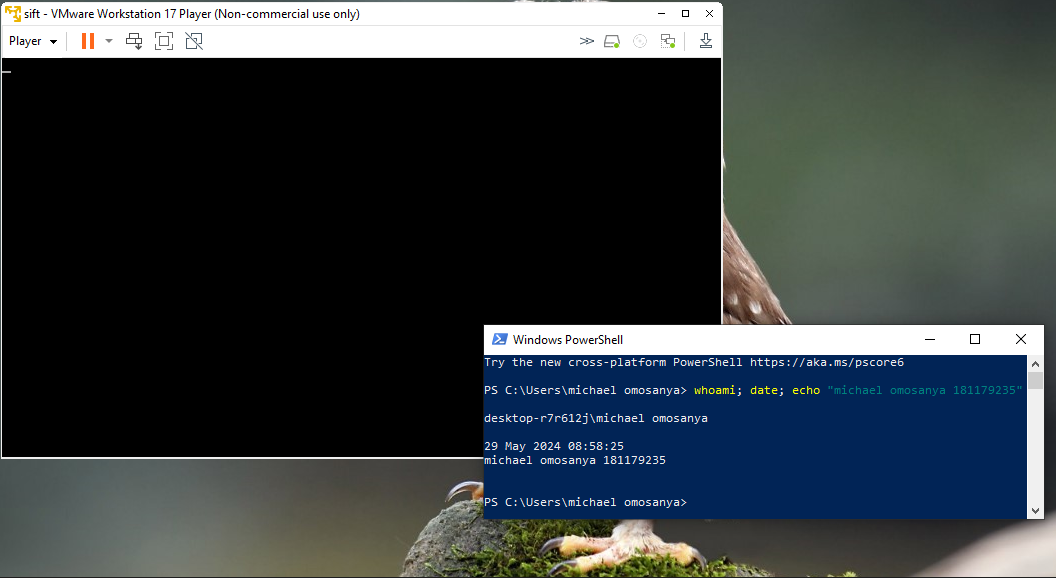 sift - VMware Workstation 17 Player (Non-commercial use only)
Player
Windows PowerShell
Try the new cross-platform PowerShell https://aka.ms/pscore6
PS C:\Users\michael omosanya> whoami; date; echo "michael omosanya 181179235"
desktop-r7r612j\michael omosanya
29 May 2024 08:58:25
michael omosanya 181179235
PS C:\Users\michael omosanya>